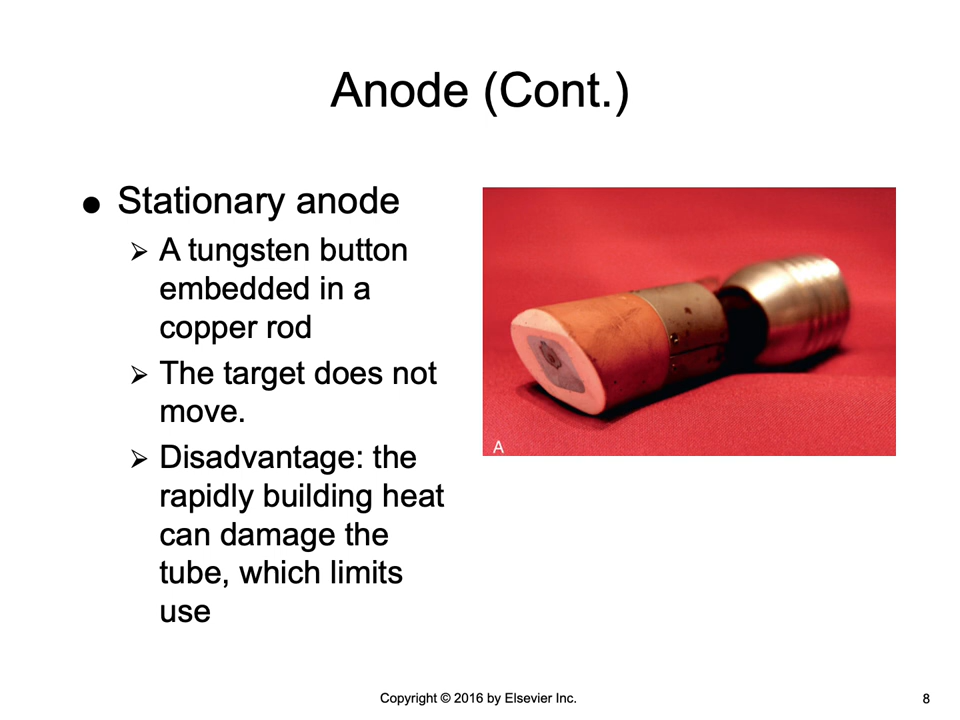 Anode (Cont.)
● Stationary anode
➢ A tungsten button
embedded in a
copper rod
➢ The target does not
move.
➢ Disadvantage: the
rapidly building heat
can damage the
tube, which limits
use
A
Copyright © 2016 by Elsevier Inc.
8